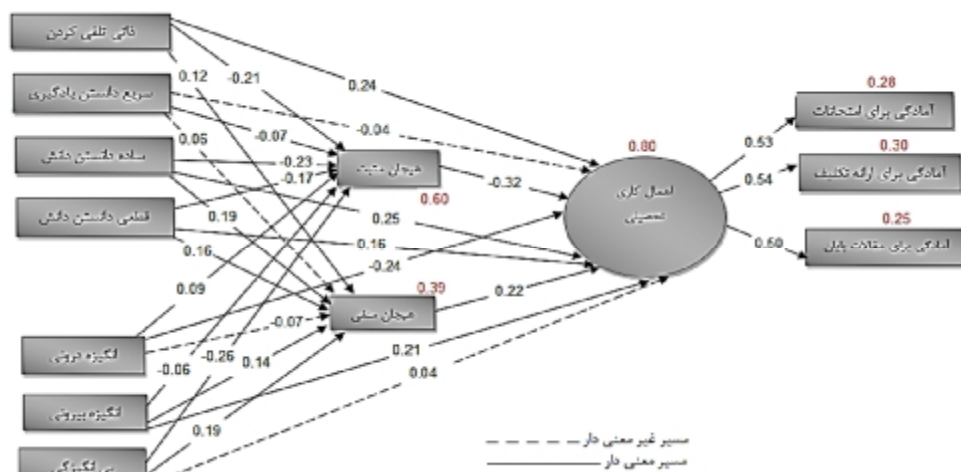 ذاتی تلقی کردن
سریع دانستن یادگیری
ساده دانستن دانش
قطعی دانستن دانش
انگیزه درونی
انگیزه بیرونی
بی انگیزگی
هیجان مثبت
0.60
هیجان منفی
0.39
0.80
اهمال کاری
تحصیلی
0.28
آمادگی برای امتحانات
0.30
آمادگی برای ارائه تکلیف
0.25
آمادگی برای مقالات پایان
0.12
-0.21
0.24
0.05
-0.07
-0.04
-0.23
-0.17
0.19
0.25
0.16
0.16
-0.32
-0.24
0.22
0.09
-0.07
-0.06
-0.26
0.14
0.21
0.19
0.04
0.53
0.54
0.50
مسیر غیر معنی دار
مسیر معنی دار